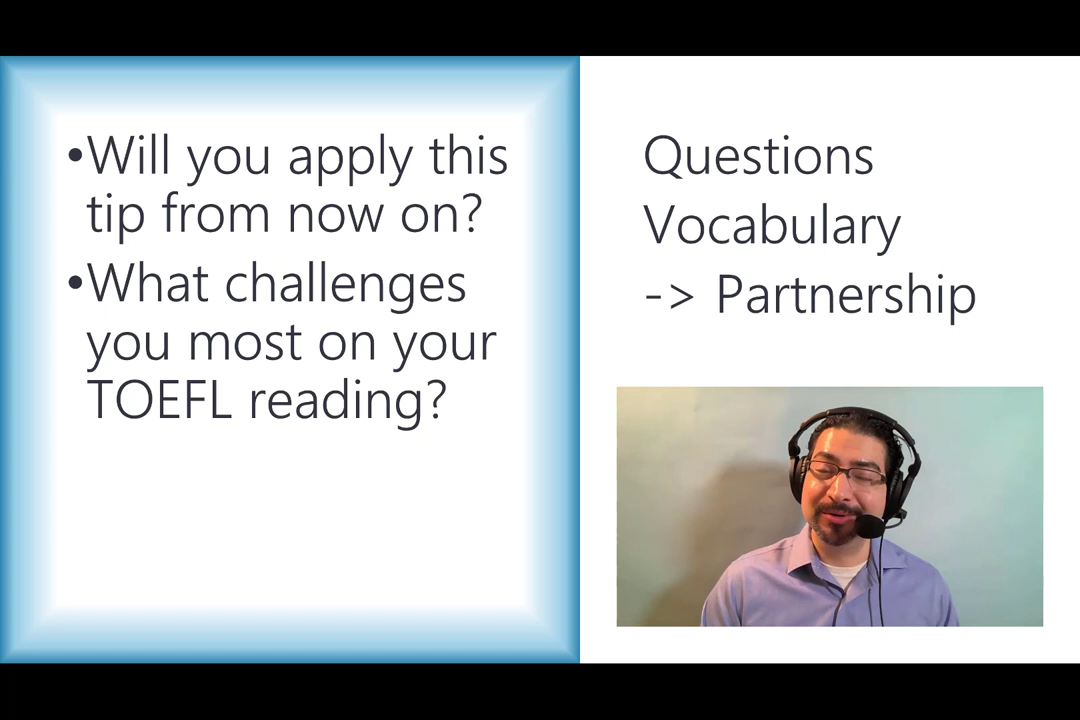 •Will you apply this
tip from now on?
•What challenges
you most on your
TOEFL reading?
Questions
Vocabulary
-> Partnership